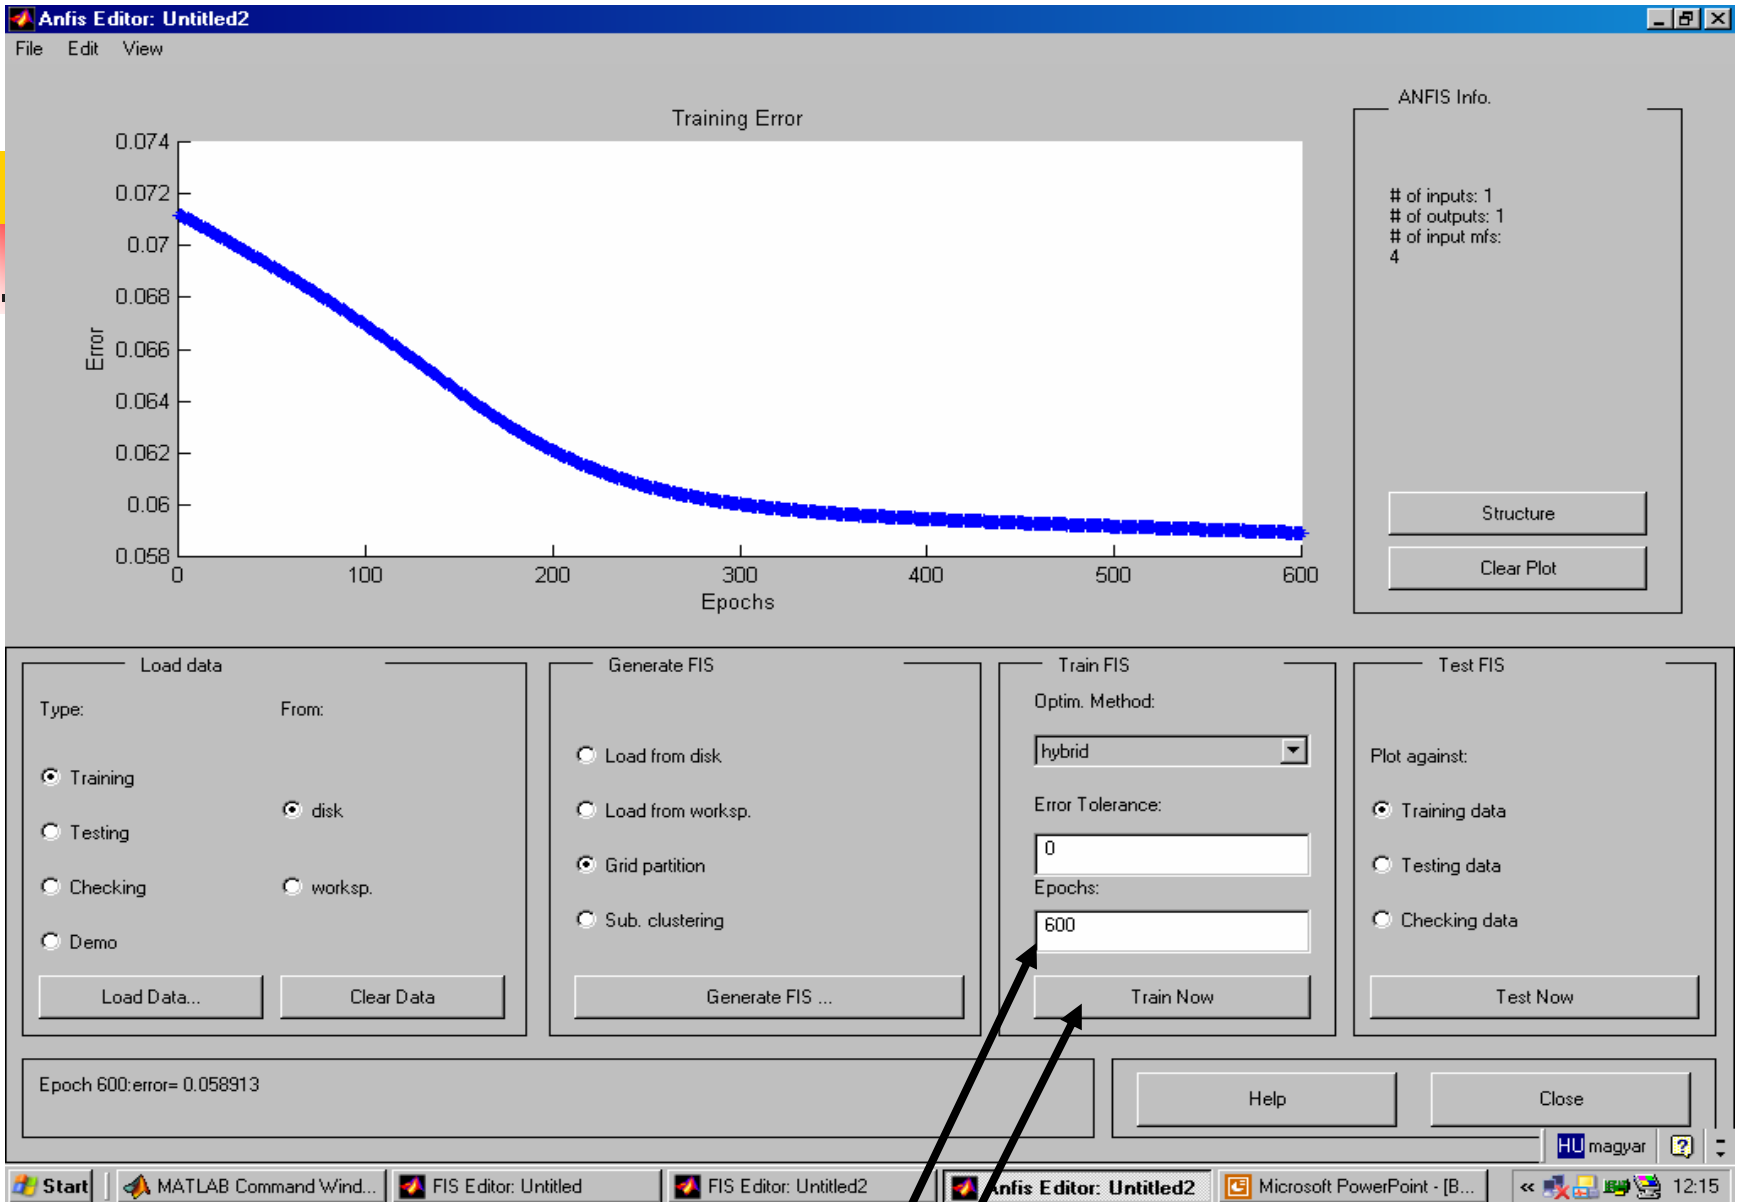 Anfis Editor: Untitled2
File Edit View
Training Error
0.074
0.072
0.07
0.068
0.066
0.064
0.062
0.06
0.058
Error
0 100 200 300 400 500 600
Epochs
ANFIS Info.
# of inputs: 1
# of outputs: 1
# of input mfs:
4
Structure
Clear Plot
Load data
Type: From:
Training
disk
Testing
Checking
worksp.
Demo
Load Data... Clear Data
Generate FIS
Load from disk
Load from worksp.
Grid partition
Sub. clustering
Generate FIS ...
Train FIS
Optim. Method:
hybrid
Error Tolerance:
0
Epochs:
600
Train Now
Test FIS
Plot against:
Training data
Testing data
Checking data
Test Now
Epoch 600:error= 0.058913
Help Close
HU magyar
Start MATLAB Command Wind... FIS Editor: Untitled FIS Editor: Untitled2 Anfis Editor: Untitled2 Microsoft PowerPoint - [B... « 12:15